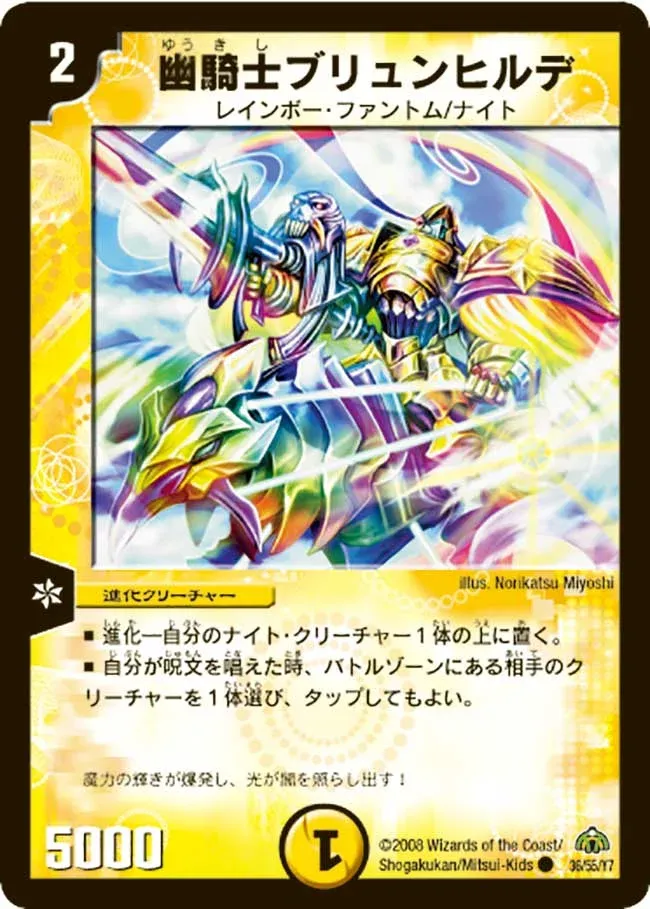 2
ゆうきし
幽騎士ブリュンヒルデ
レインボー・ファントム/ナイト
illus. Norikatsu Miyoshi
進化クリーチャー
■ 進化―自分のナイト・クリーチャー1体の上に置く。
■ 自分が呪文を唱えた時、バトルゾーンにある相手のク
リーチャーを1体選び、タップしてもよい。
魔力の輝きが爆発し、光が闇を照らし出す！
5000
1
©2008 Wizards of the Coast/
Shogakukan/Mitsui-Kids
36/55/Y7